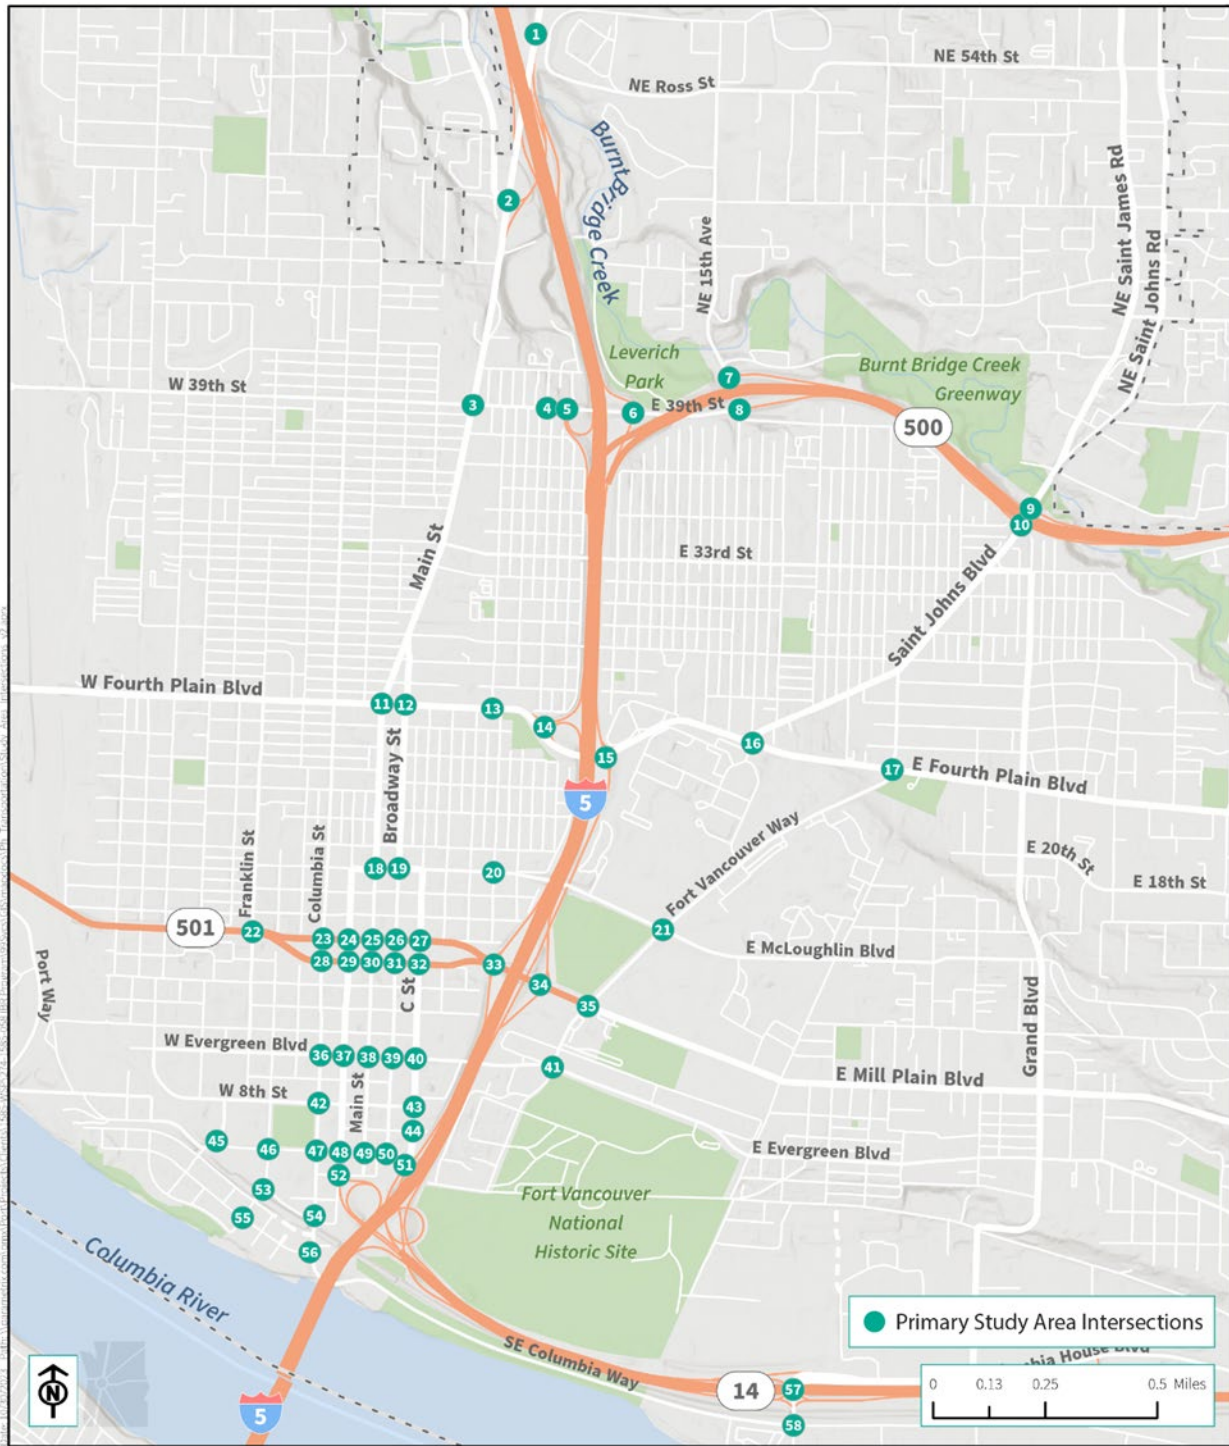 1
NE 54th St
NE Ross St
Burnt Bridge Creek
2
NE 15th Ave
NE Saint James Rd
NE Saint Johns Rd
Leverich
Park
Burnt Bridge Creek
Greenway
W 39th St
3
4
5
6
E 39th St
7
8
500
9
10
Main St
E 33rd St
Saint Johns Blvd
W Fourth Plain Blvd
11
12
13
14
15
16
17
E Fourth Plain Blvd
5
Broadway St
Fort Vancouver Way
Franklin St
Columbia St
18
19
20
E 20th St
E 18th St
501
22
23
24
25
26
27
21
E McLoughlin Blvd
28
29
30
31
32
33
34
35
Port Way
C St
Grand Blvd
W Evergreen Blvd
36
37
38
39
40
41
E Mill Plain Blvd
W 8th St
42
Main St
43
44
45
46
47
48
49
50
51
52
E Evergreen Blvd
53
54
55
56
Fort Vancouver
National
Historic Site
Columbia River
SE Columbia Way
Primary Study Area Intersections
House Blvd
14
57
58
0 0.13 0.25 0.5 Miles
N
5